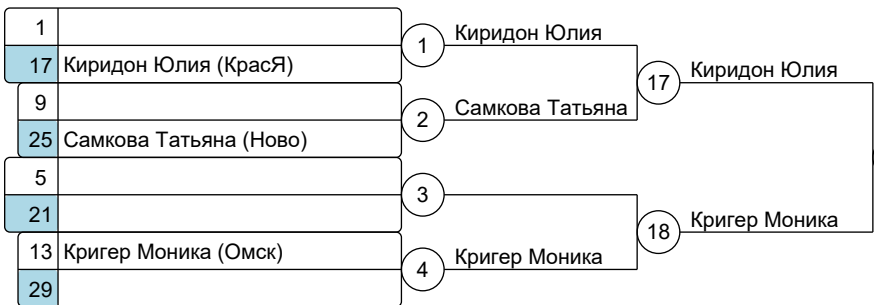 1
17 Киридон Юлия (КрасЯ)
1 Киридон Юлия
9
25 Самкова Татьяна (Ново)
2 Самкова Татьяна
17 Киридон Юлия
5
21
3
13 Кригер Моника (Омск)
29
4 Кригер Моника
18 Кригер Моника